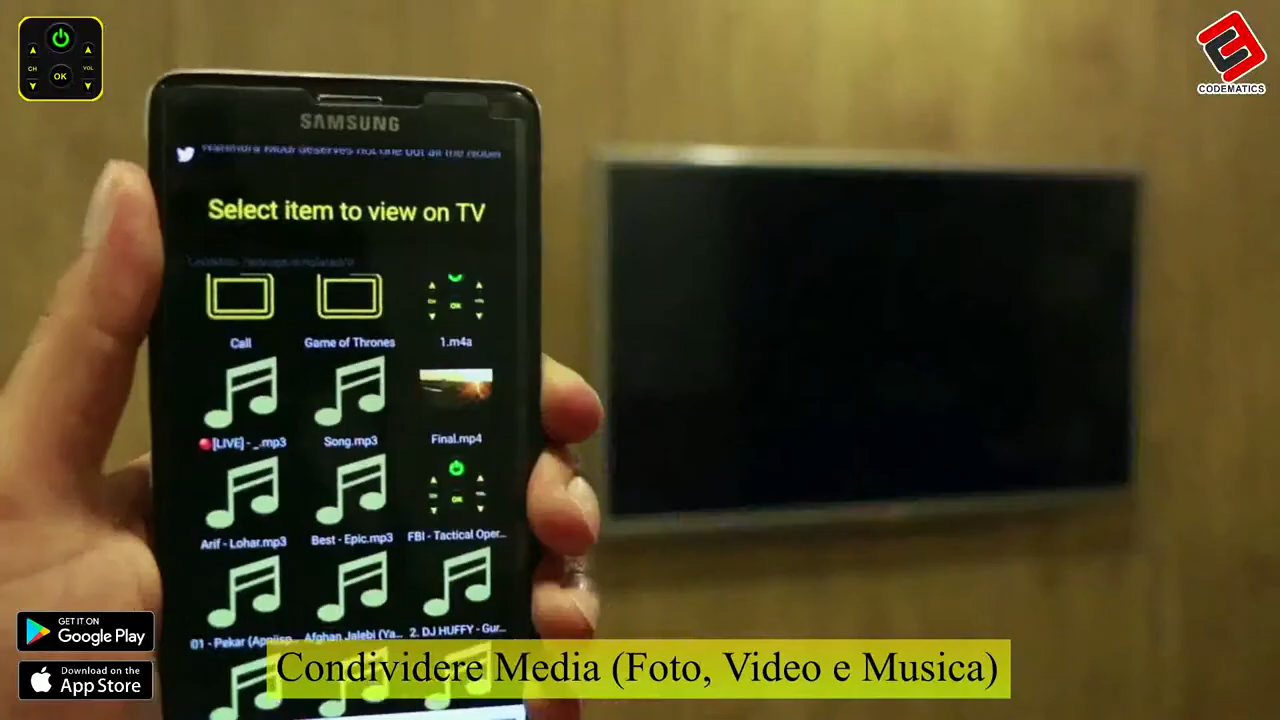 CH
VOL
OK
CODEMATICS
SAMSUNG
Select item to view on TV
Call
Game of Thrones
1.m4a
[LIVE] - _.mp3
Song.mp3
Final.mp4
Arif - Lohar.mp3
Best - Epic.mp3
FBI - Tactical Oper...
01 - Pekar
Afghan Jalebi (Ya...
2. DJ HUFFY - Gur...
GET IT ON
Google Play
Download on the
App Store
Condividere Media (Foto, Video e Musica)